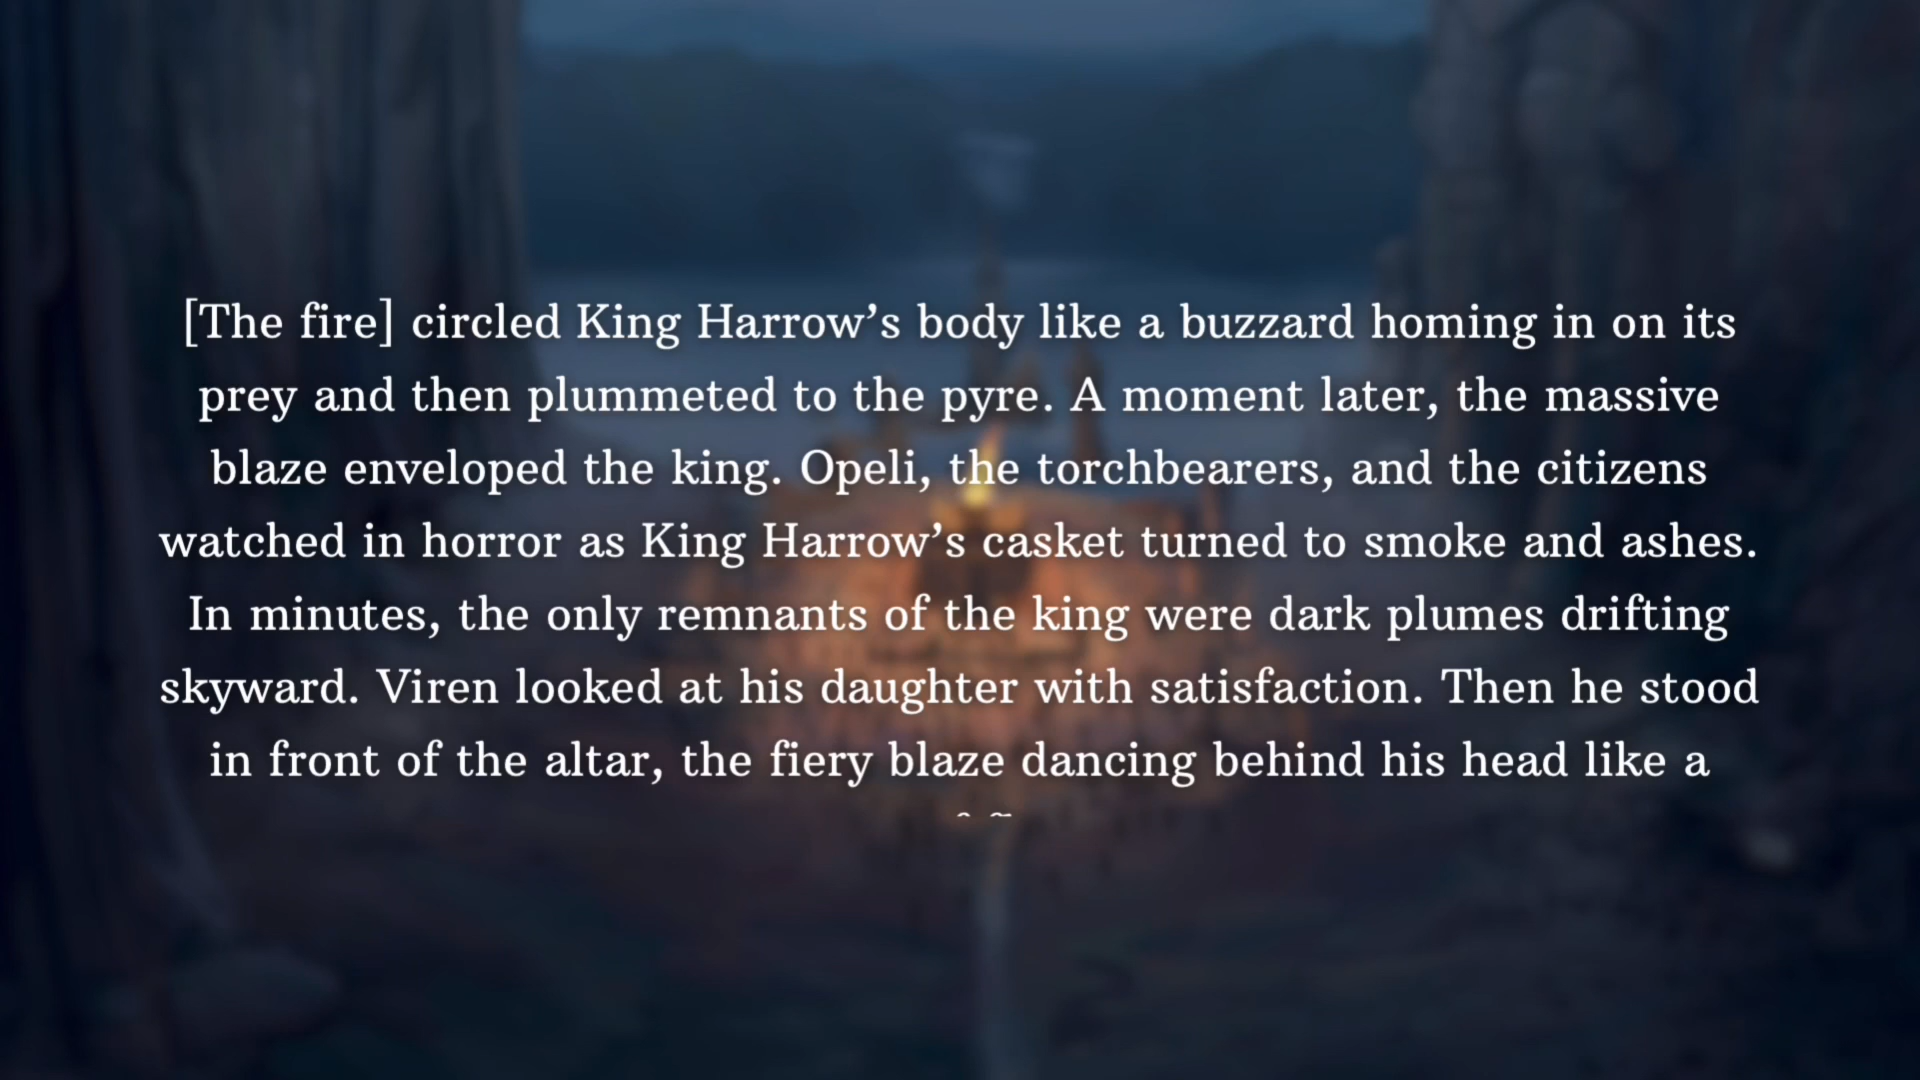 [The fire] circled King Harrow’s body like a buzzard homing in on its
prey and then plummeted to the pyre. A moment later, the massive
blaze enveloped the king. Opeli, the torchbearers, and the citizens
watched in horror as King Harrow’s casket turned to smoke and ashes.
In minutes, the only remnants of the king were dark plumes drifting
skyward. Viren looked at his daughter with satisfaction. Then he stood
in front of the altar, the fiery blaze dancing behind his head like a